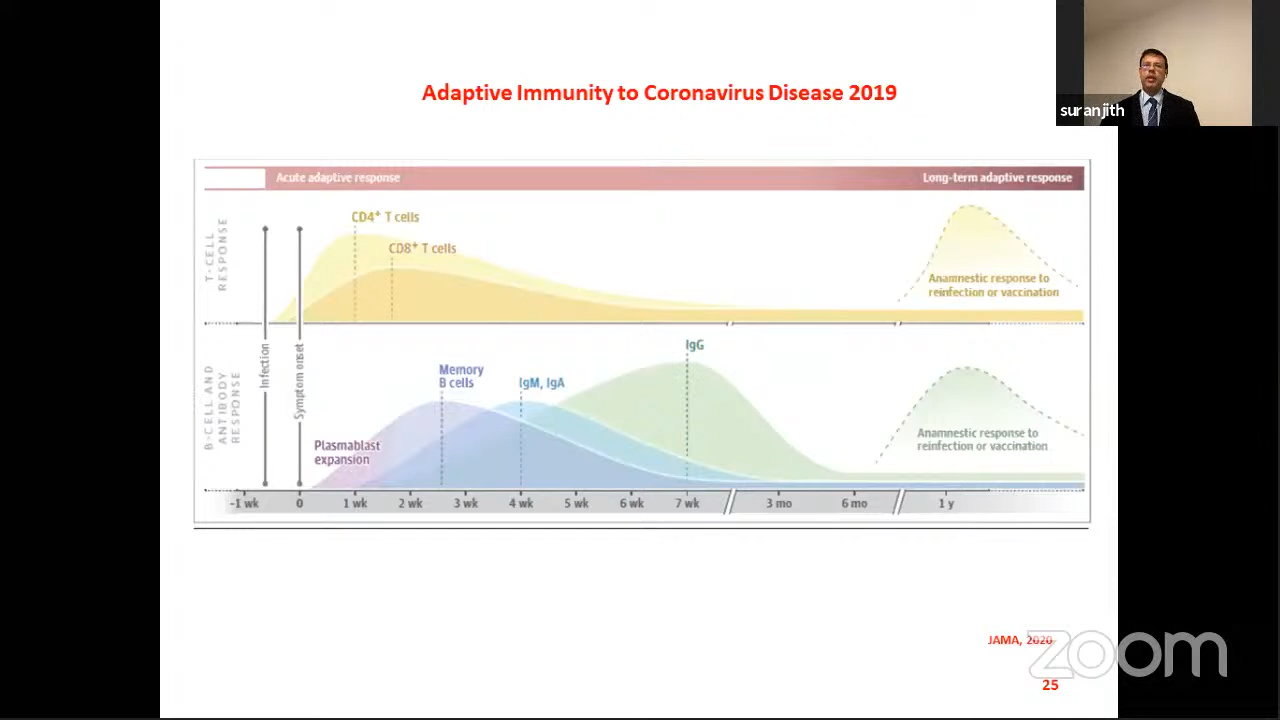 Adaptive Immunity to Coronavirus Disease 2019
suranjith
Acute adaptive response
Long-term adaptive response
T-CELL
RESPONSE
CD4+ T cells
CD8+ T cells
Anamnestic response to
reinfection or vaccination
Infection
Symptom onset
B-CELL AND
ANTIBODY
RESPONSE
Plasmablast
expansion
Memory
B cells
IgM, IgA
IgG
Anamnestic response to
reinfection or vaccination
-1 wk 0 1 wk 2 wk 3 wk 4 wk 5 wk 6 wk 7 wk 3 mo 6 mo 1 y
JAMA, 2020
zoom
25